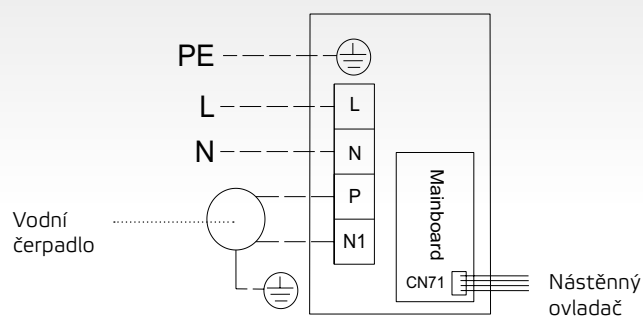 PE
L
L
N
N
P
N1
Mainboard
CN71
Vodní
čerpadlo
Nástěnný
ovladač